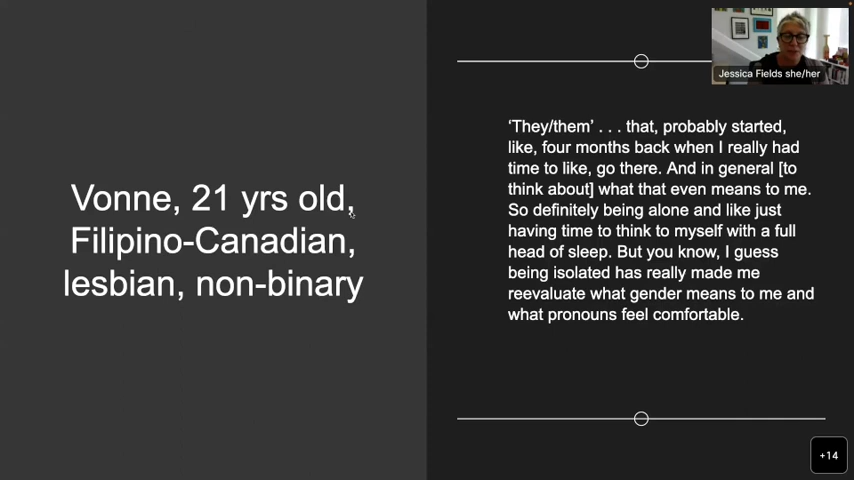 Vonne, 21 yrs old,
Filipino-Canadian,
lesbian, non-binary
Jessica Fields she/her
‘They/them’ . . . that, probably started,
like, four months back when I really had
time to like, go there. And in general [to
think about] what that even means to me.
So definitely being alone and like just
having time to think to myself with a full
head of sleep. But you know, I guess
being isolated has really made me
reevaluate what gender means to me and
what pronouns feel comfortable.
+14